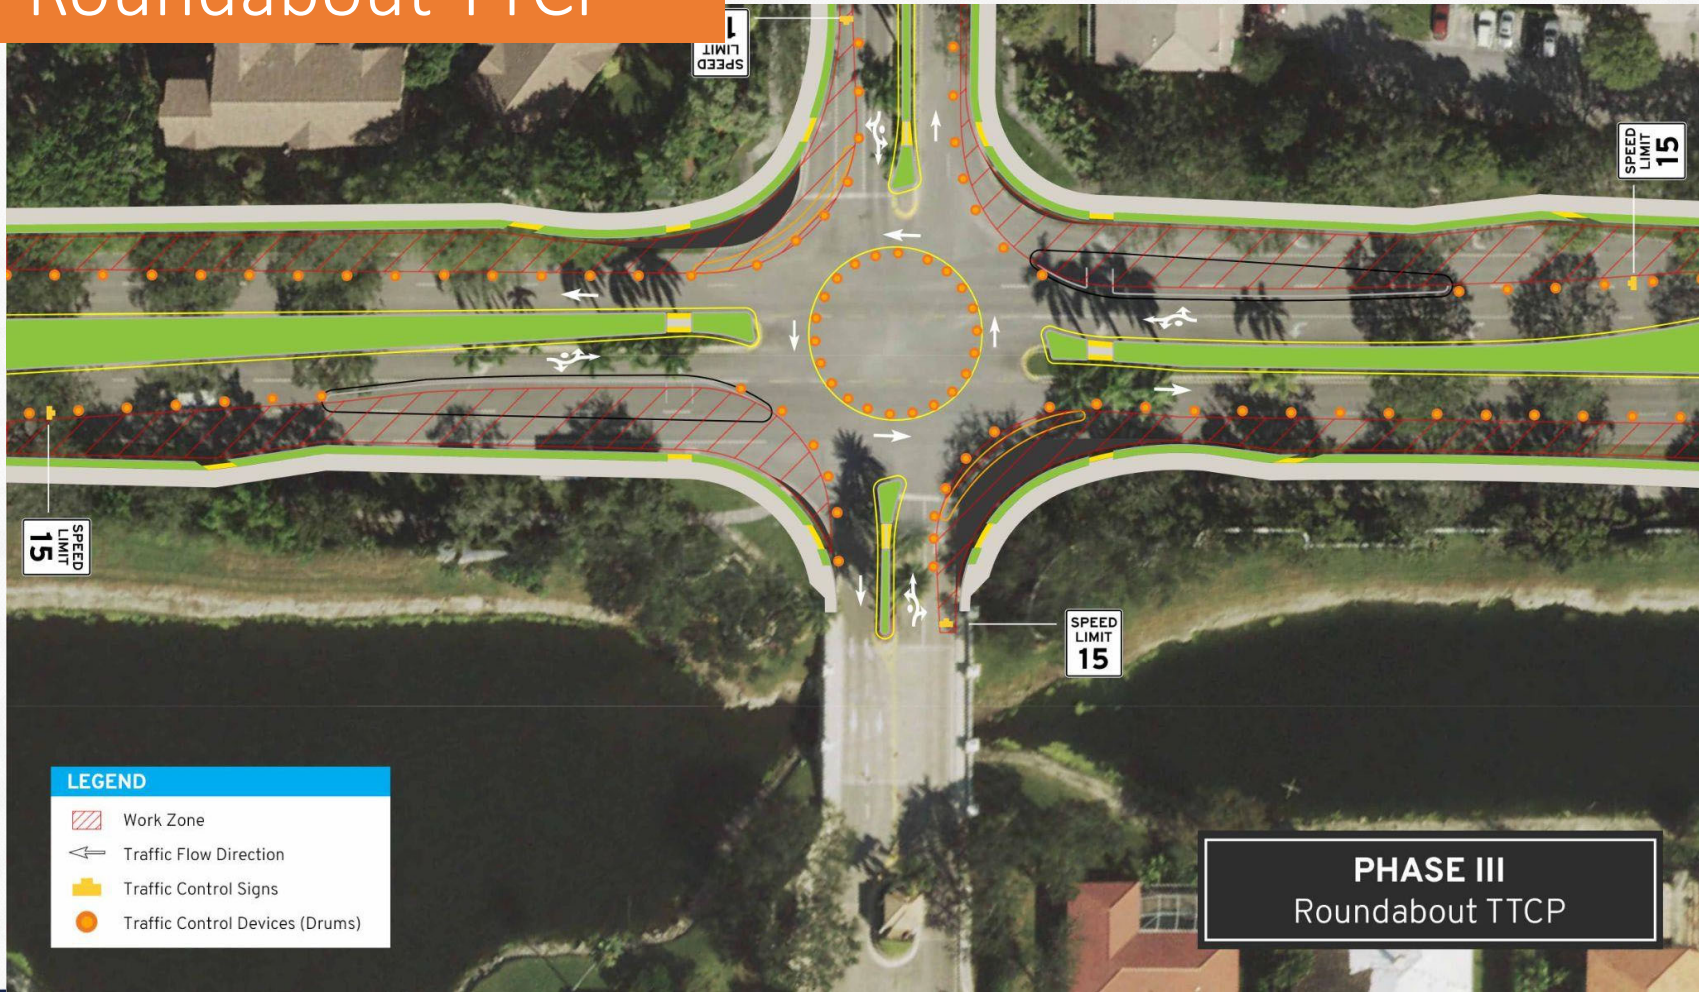 Roundabout TTCP
SPEED
LIMIT
1
SPEED
LIMIT
15
SPEED
LIMIT
15
SPEED
LIMIT
15
LEGEND
Work Zone
Traffic Flow Direction
Traffic Control Signs
Traffic Control Devices (Drums)
PHASE III
Roundabout TTCP